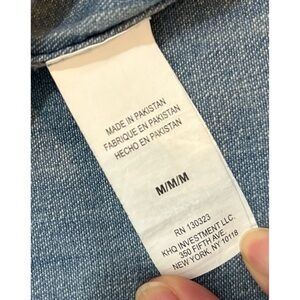 MADE IN PAKISTAN
FABRIQUE EN PAKISTAN
HECHO EN PAKISTAN
M/M/M
RN 130323
KHQ INVESTMENT LLC
350 FIFTH AVE.
NEW YORK, NY 10118